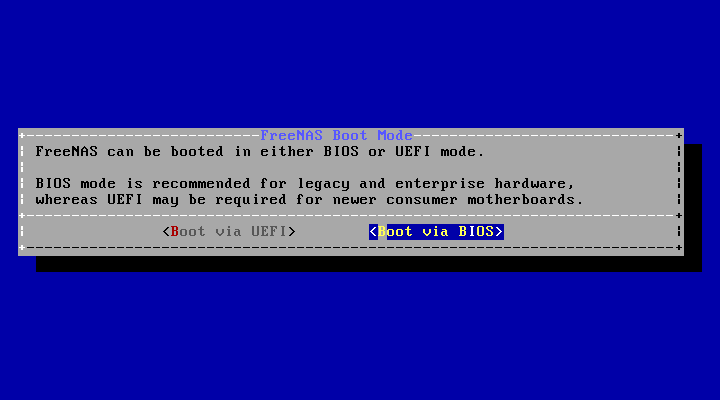 FreeNAS Boot Mode
FreeNAS can be booted in either BIOS or UEFI mode.
BIOS mode is recommended for legacy and enterprise hardware,
whereas UEFI may be required for newer consumer motherboards.
<Boot via UEFI> <Boot via BIOS>